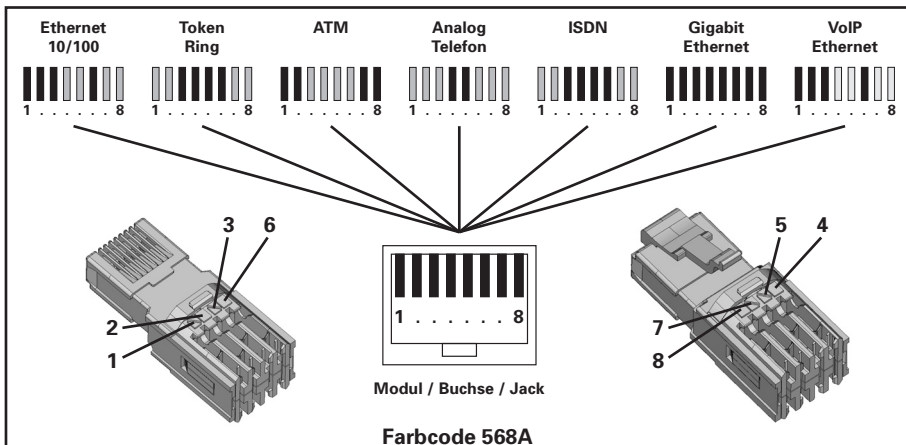 Ethernet
10/100
1 . . . . . . 8
Token
Ring
1 . . . . . . 8
ATM
1 . . . . . . 8
Analog
Telefon
1 . . . . . . 8
ISDN
1 . . . . . . 8
Gigabit
Ethernet
1 . . . . . . 8
VoIP
Ethernet
1 . . . . . . 8
3 6
2
1
1 . . . . . . 8
Modul / Buchse / Jack
5 4
7
8
Farbcode 568A